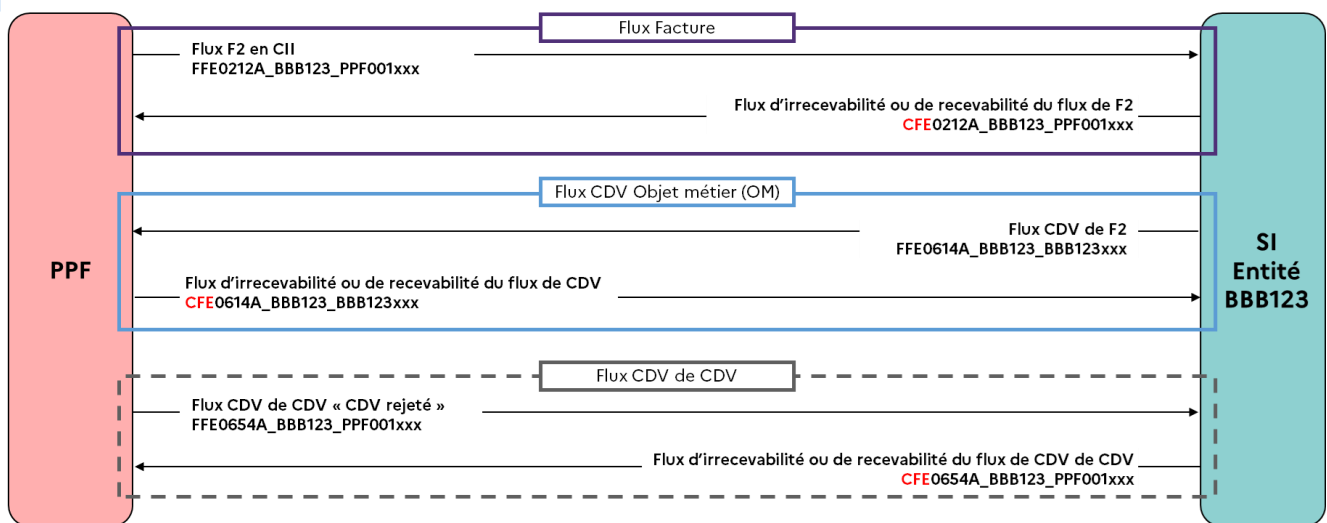 Flux Facture
Flux F2 en CII
FFE0212A_BBB123_PPF001xxx
Flux d'irrecevabilité ou de recevabilité du flux de F2
CFE0212A_BBB123_PPF001xxx
Flux CDV Objet métier (OM)
Flux CDV de F2
FFE0614A_BBB123_BBB123xxx
PPF
SI
Entité
BBB123
Flux d'irrecevabilité ou de recevabilité du flux de CDV
CFE0614A_BBB123_BBB123xxx
Flux CDV de CDV
Flux CDV de CDV « CDV rejeté »
FFE0654A_BBB123_PPF001xxx
Flux d'irrecevabilité ou de recevabilité du flux de CDV de CDV
CFE0654A_BBB123_PPF001xxx